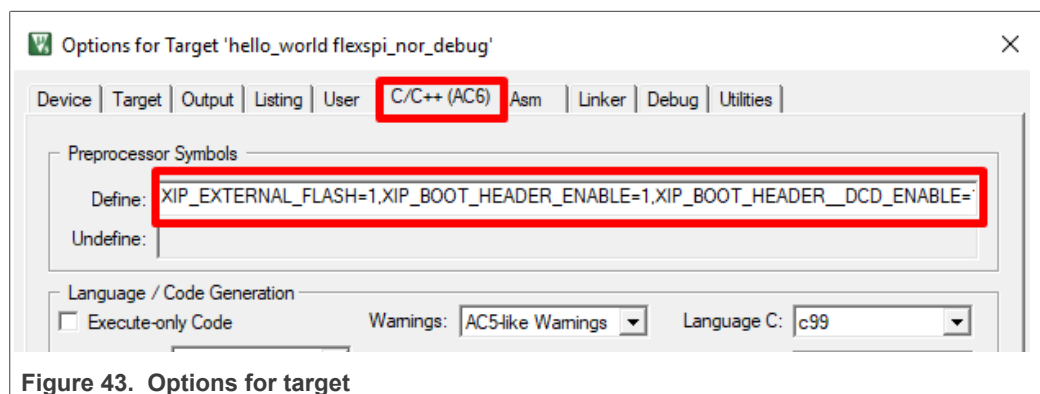 Options for Target 'hello_world flexspi_nor_debug'
Device Target Output Listing User C/C++ (AC6) Asm Linker Debug Utilities
Preprocessor Symbols
Define: XIP_EXTERNAL_FLASH=1,XIP_BOOT_HEADER_ENABLE=1,XIP_BOOT_HEADER__DCD_ENABLE=
Undefine:
Language / Code Generation
Execute-only Code Warnings: AC5-like Warnings Language C: c99
Figure 43. Options for target